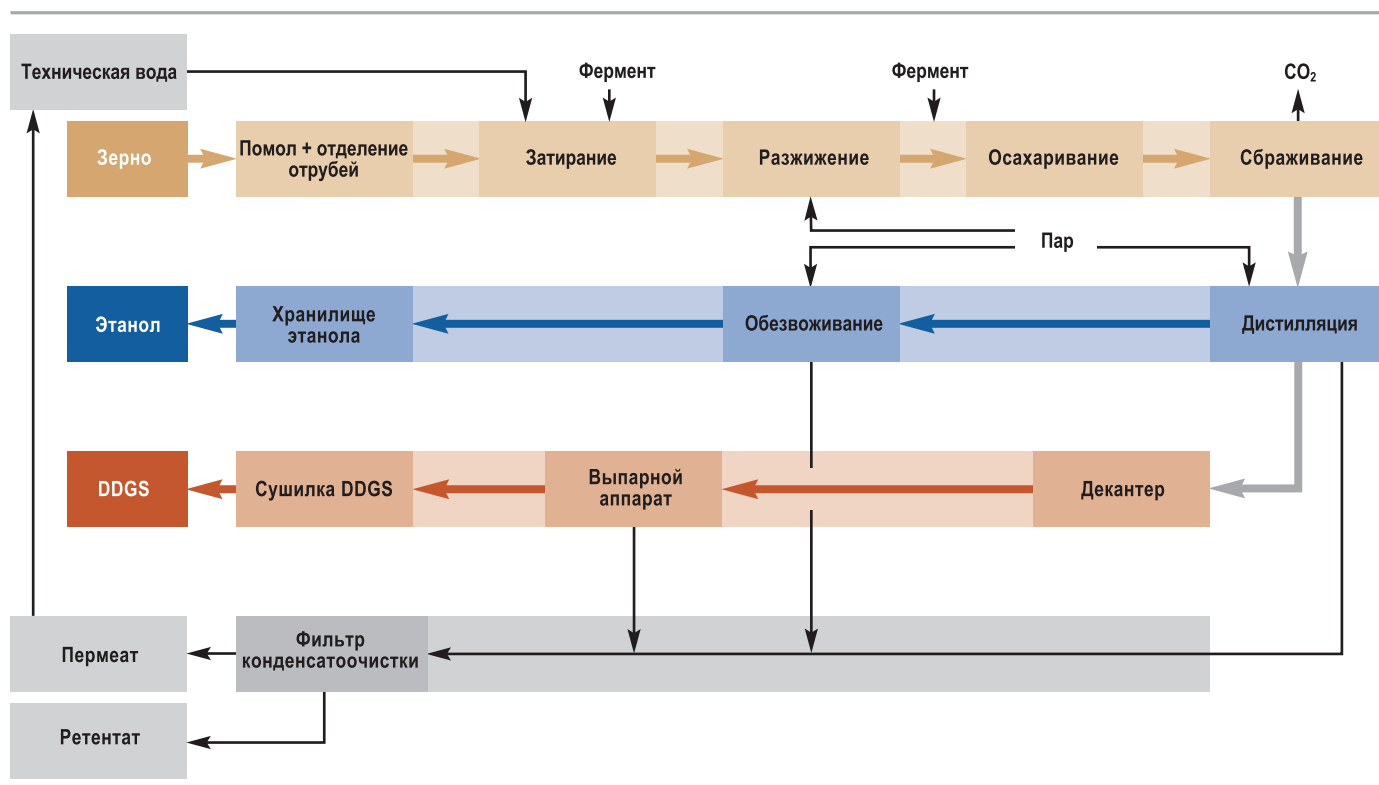 Техническая вода
Фермент
Фермент
CO₂
Зерно
Помол + отделение
отрубей
Затирание
Разжижение
Осахаривание
Сбраживание
Пар
Этанол
Хранилище
этанола
Обезвоживание
Дистилляция
DDGS
Сушилка DDGS
Выпарной
аппарат
Декантер
Пермеат
Фильтр
конденсатоочистки
Ретентат